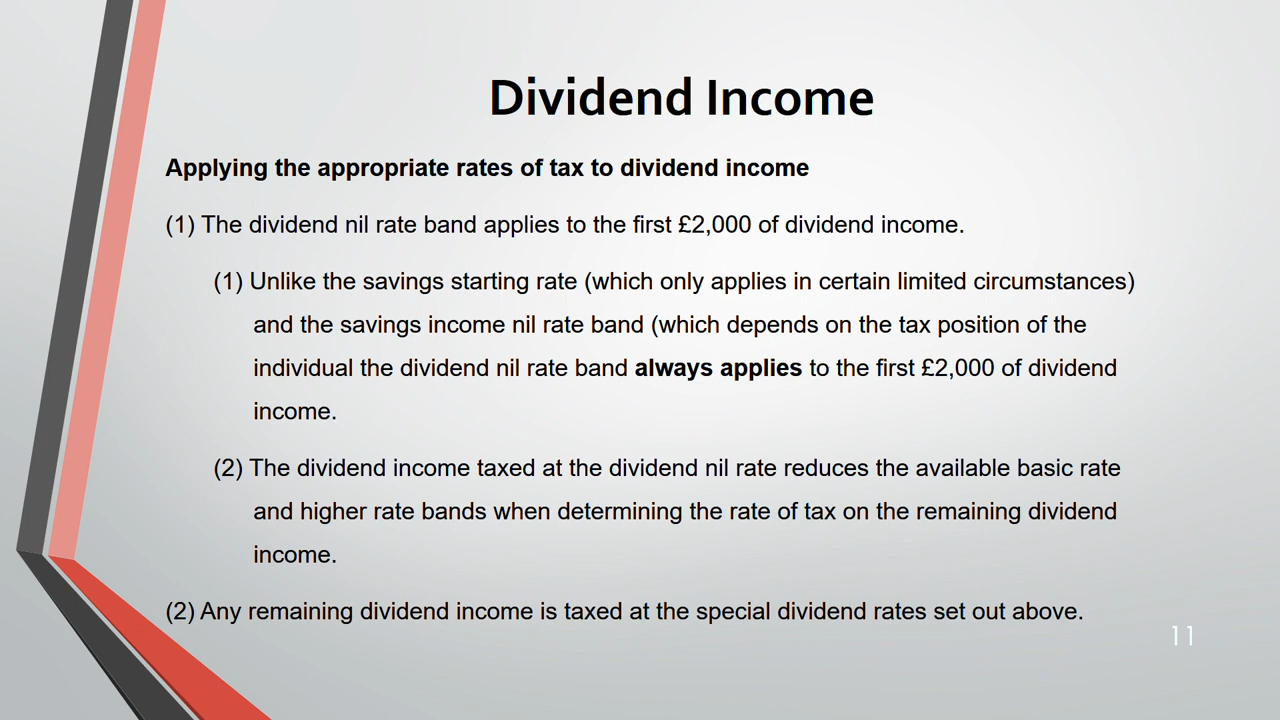 Dividend Income
Applying the appropriate rates of tax to dividend income
(1) The dividend nil rate band applies to the first £2,000 of dividend income.
(1) Unlike the savings starting rate (which only applies in certain limited circumstances)
and the savings income nil rate band (which depends on the tax position of the
individual the dividend nil rate band always applies to the first £2,000 of dividend
income.
(2) The dividend income taxed at the dividend nil rate reduces the available basic rate
and higher rate bands when determining the rate of tax on the remaining dividend
income.
(2) Any remaining dividend income is taxed at the special dividend rates set out above.
11